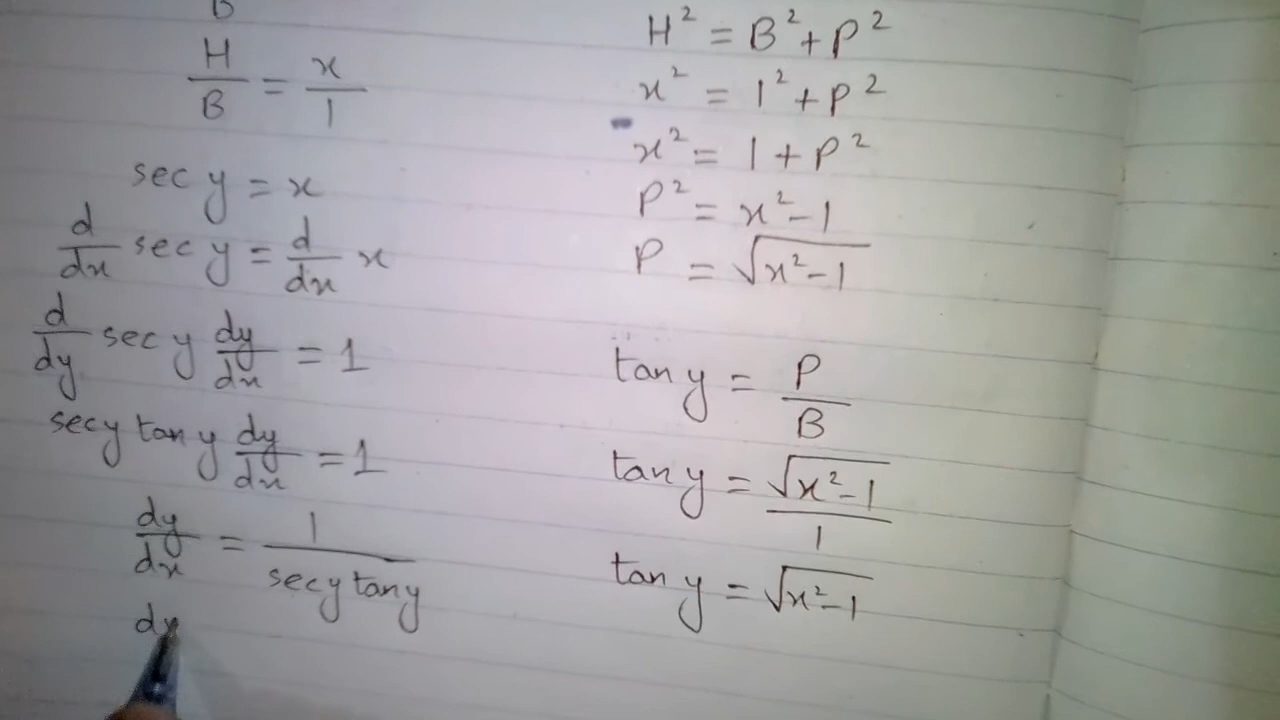 B
H/B = x/1
sec y = x
d/dx sec y = d/dx x
d/dy sec y dy/dx = 1
sec y tan y dy/dx = 1
dy/dx = 1/(sec y tan y)
dy
H² = B² + P²
x² = 1² + P²
x² = 1 + P²
P² = x² - 1
P = √(x² - 1)
tan y = P/B
tan y = √(x² - 1)/1
tan y = √(x² - 1)